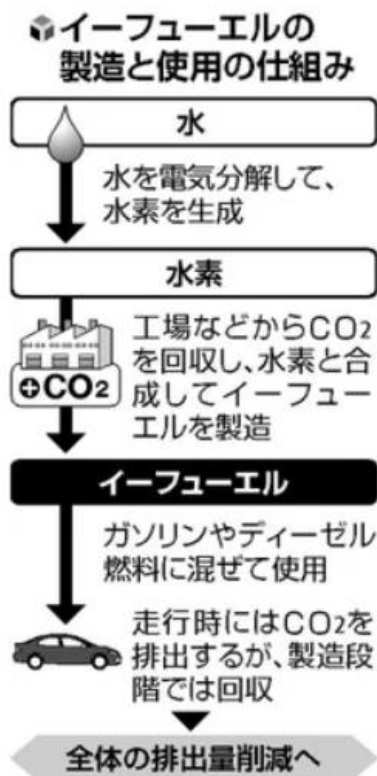 イーフューエルの
製造と使用の仕組み
水
水を電気分解して、
水素を生成
水素
工場などからCO2
を回収し、水素と合
成してイーフュー
エルを製造
+CO2
イーフューエル
ガソリンやディーゼル
燃料に混ぜて使用
走行時にはCO2を
排出するが、製造段
階では回収
全体の排出量削減へ